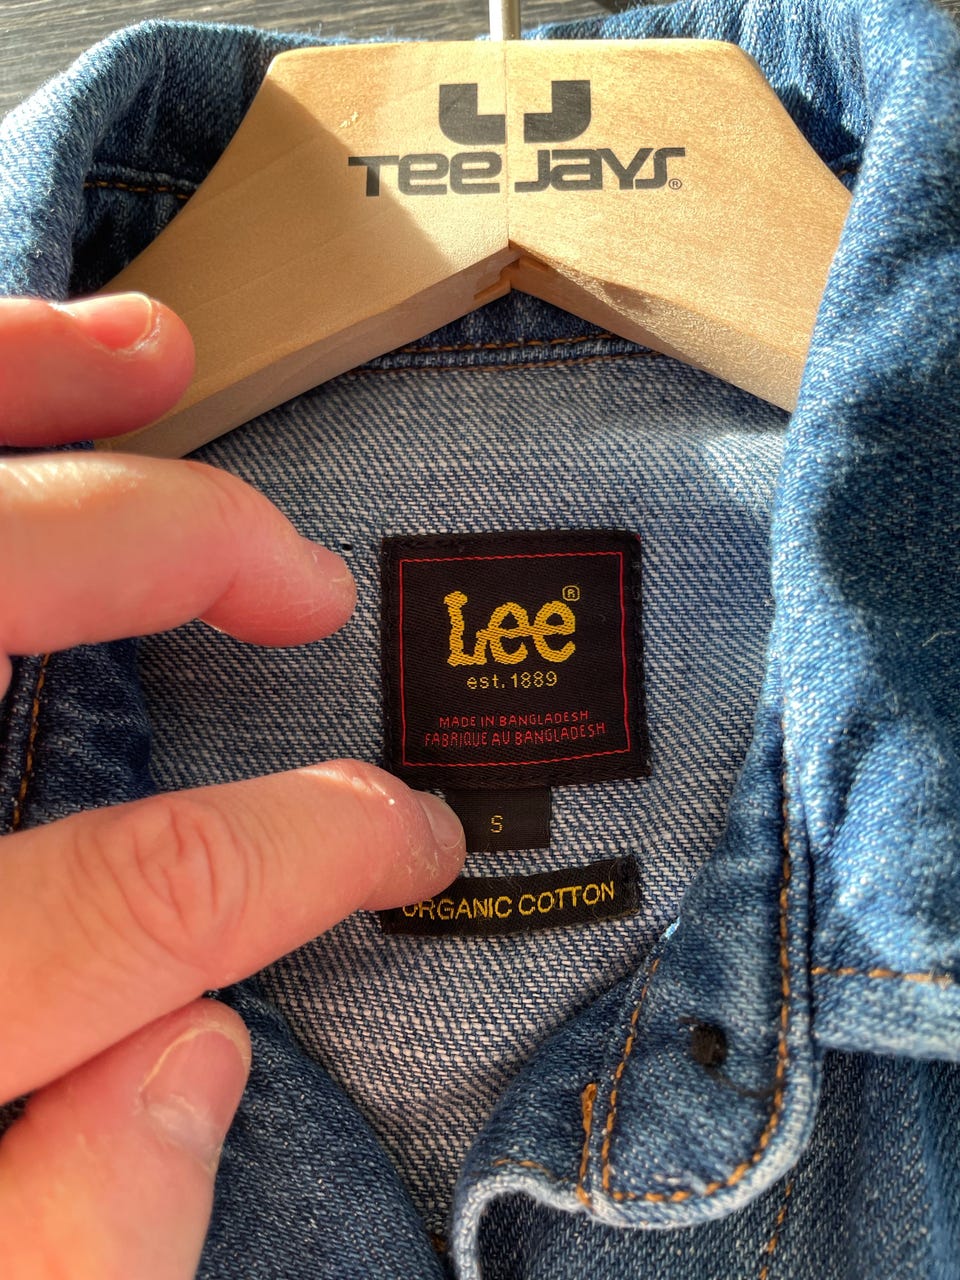 Tee Jays®
Lee®
est. 1889
MADE IN BANGLADESH
FABRIQUE AU BANGLADESH
S
ORGANIC COTTON